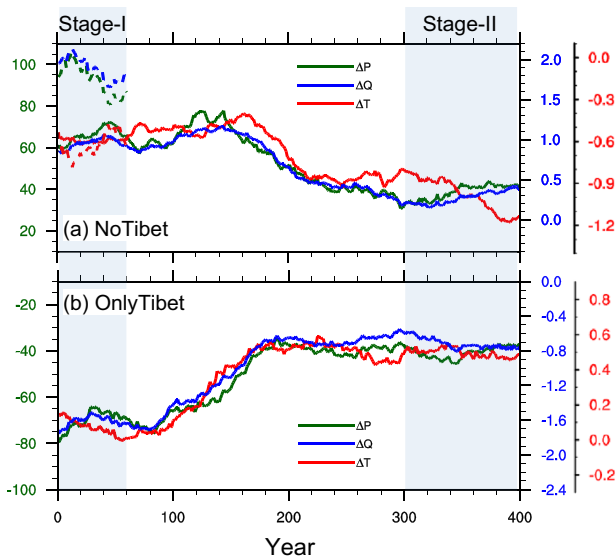 Stage-I Stage-II
100 2.0 0.0
ΔP
ΔQ
ΔT
80 1.5 -0.3
60 1.0 -0.6
40 0.5 -0.9
20 0.0 -1.2
(a) NoTibet
(b) OnlyTibet
0.0
-20 -0.4 0.8
-40 -0.8 0.6
-60 -1.2 0.4
-80 -1.6 0.2
-100 -2.0 0.0
-2.4 -0.2
ΔP
ΔQ
ΔT
0 100 200 300 400
Year